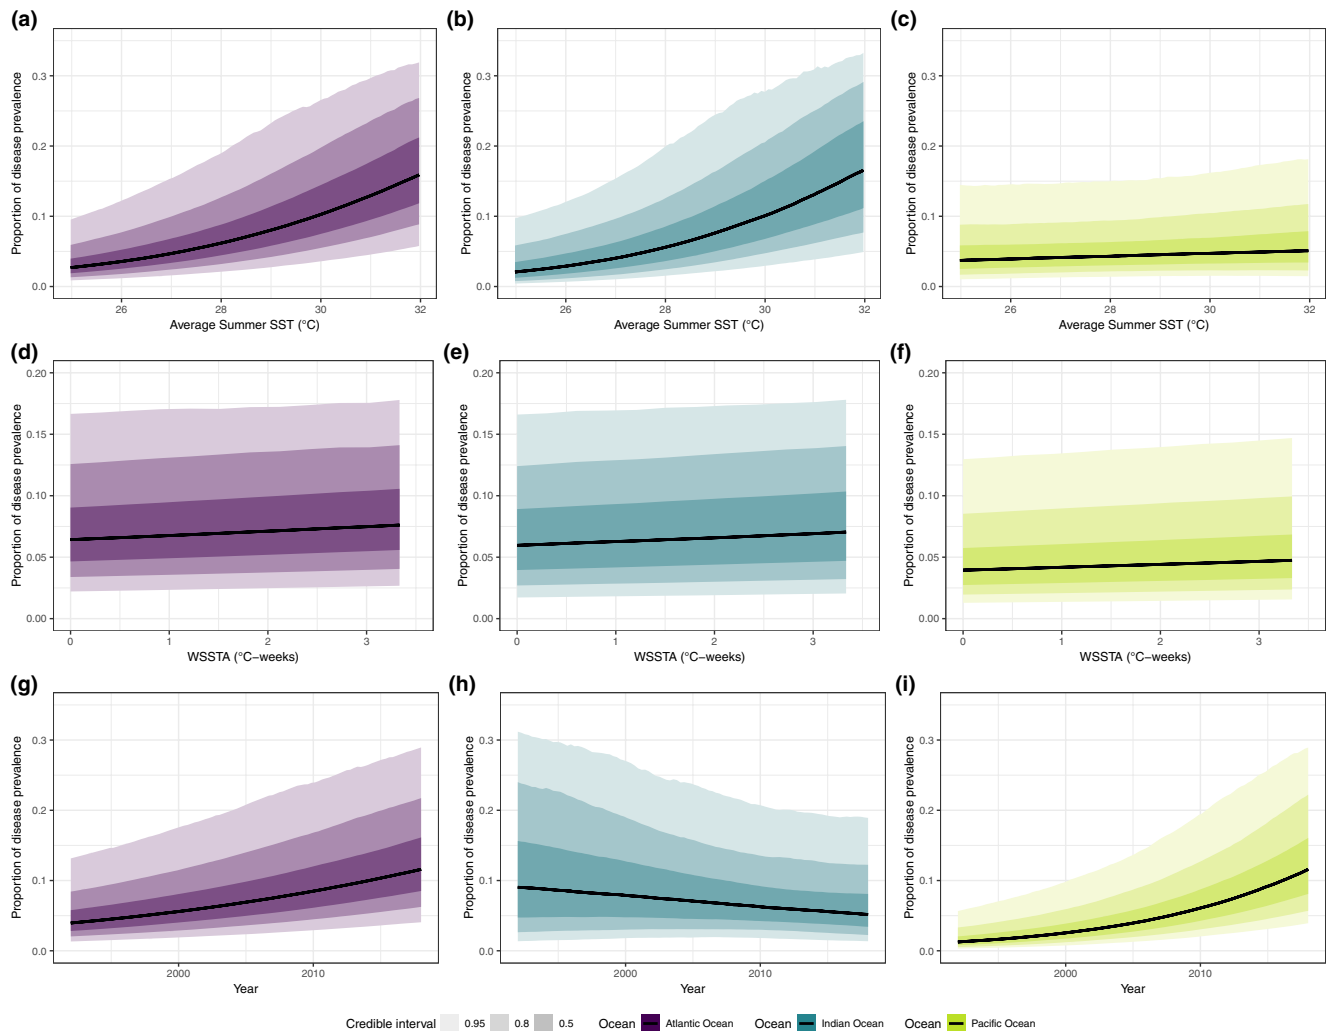 (a) (b) (c)
Proportion of disease prevalence
0.3
0.2
0.1
0.0
26 28 30 32
Average Summer SST (°C)
Proportion of disease prevalence
0.3
0.2
0.1
0.0
26 28 30 32
Average Summer SST (°C)
Proportion of disease prevalence
0.3
0.2
0.1
0.0
26 28 30 32
Average Summer SST (°C)
(d) (e) (f)
Proportion of disease prevalence
0.20
0.15
0.10
0.05
0.00
0 1 2 3
WSSTA (°C−weeks)
Proportion of disease prevalence
0.20
0.15
0.10
0.05
0.00
0 1 2 3
WSSTA (°C−weeks)
Proportion of disease prevalence
0.20
0.15
0.10
0.05
0.00
0 1 2 3
WSSTA (°C−weeks)
(g) (h) (i)
Proportion of disease prevalence
0.3
0.2
0.1
0.0
2000 2010
Year
Proportion of disease prevalence
0.3
0.2
0.1
0.0
2000 2010
Year
Proportion of disease prevalence
0.3
0.2
0.1
0.0
2000 2010
Year
Credible interval 0.95 0.8 0.5 Ocean Atlantic Ocean Ocean Indian Ocean Ocean Pacific Ocean